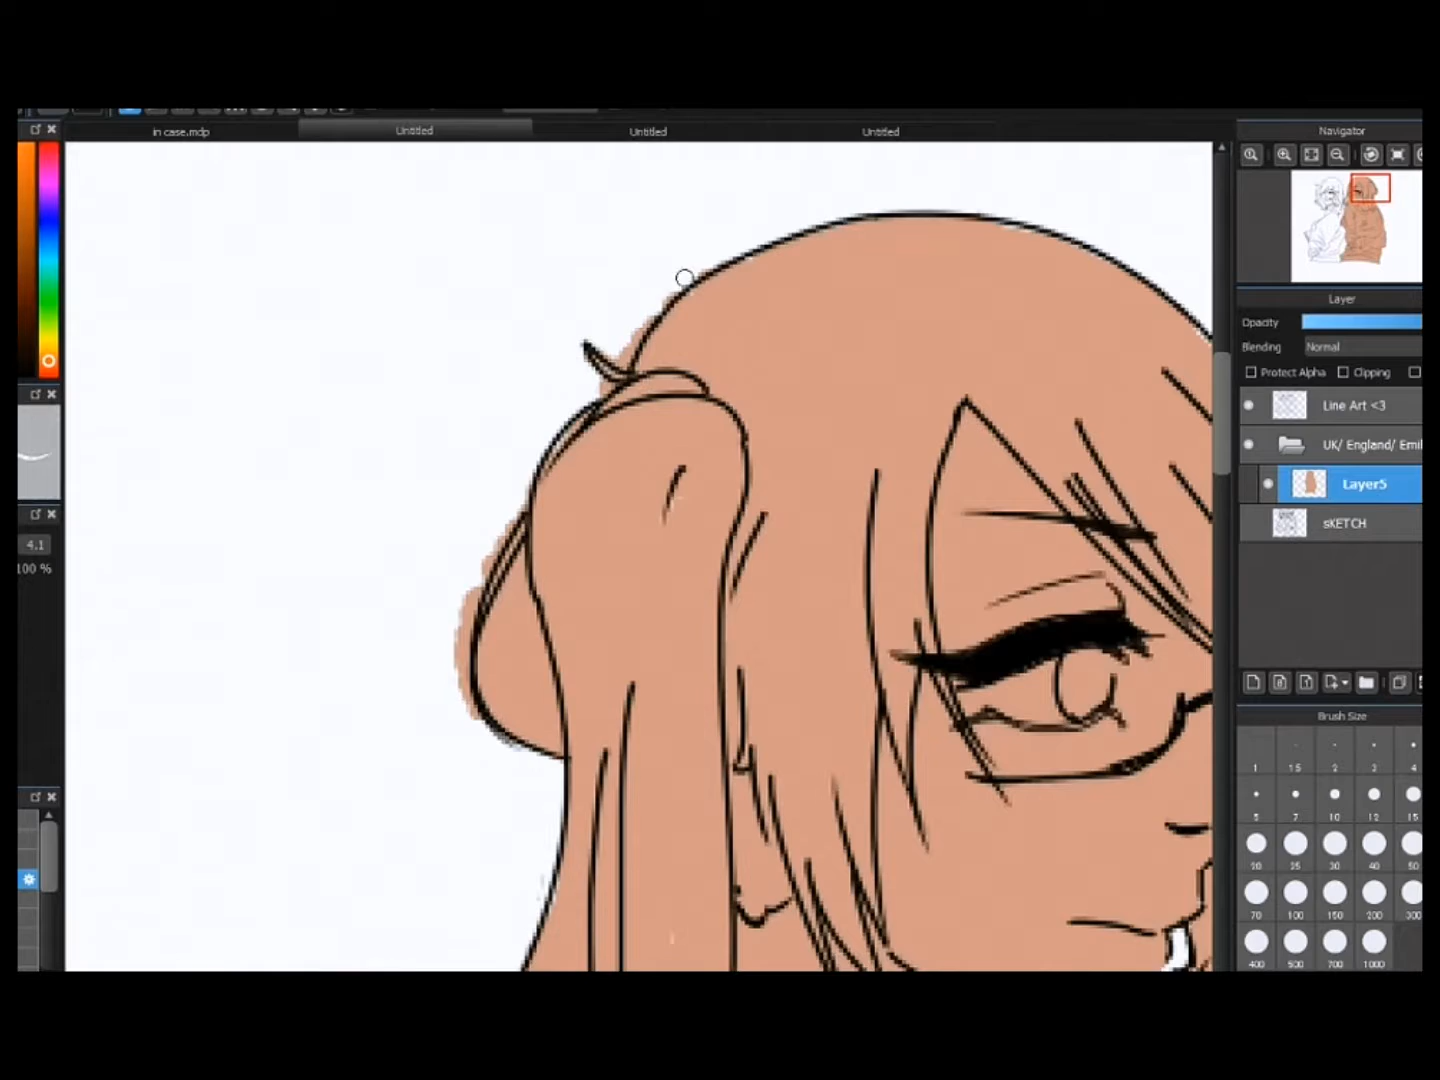 in case.mdp
Untitled
Untitled
Untitled
Navigator
Layer
Opacity
Blending Normal
Protect Alpha Clipping
Line Art <3
UK/ England/ Emil
Layer5
sKETCH
4.1
100 %
Brush Size
1 1.5 2 3 4
5 7 10 12 15
20 25 30 40 50
70 100 150 200 300
400 500 700 1000